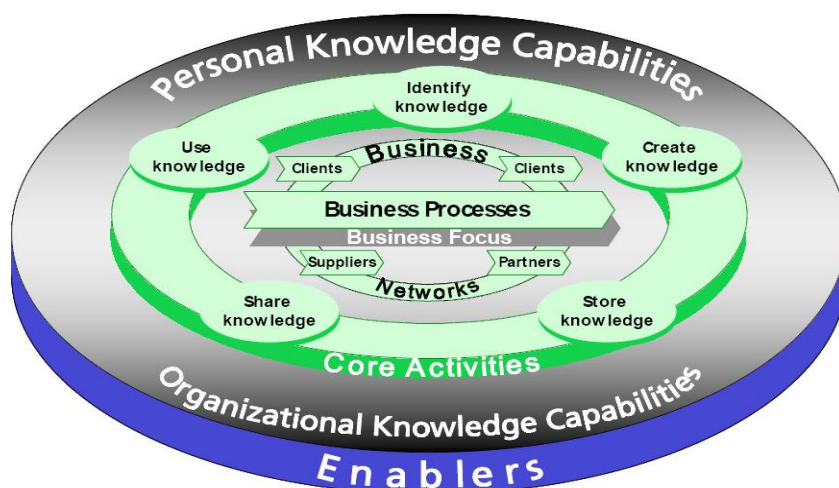 Personal Knowledge Capabilities
Identify
knowledge
Use
knowledge
Create
knowledge
Business
Clients
Clients
Business Processes
Business Focus
Suppliers
Partners
Networks
Share
knowledge
Store
knowledge
Core Activities
Organizational Knowledge Capabilities
Enablers